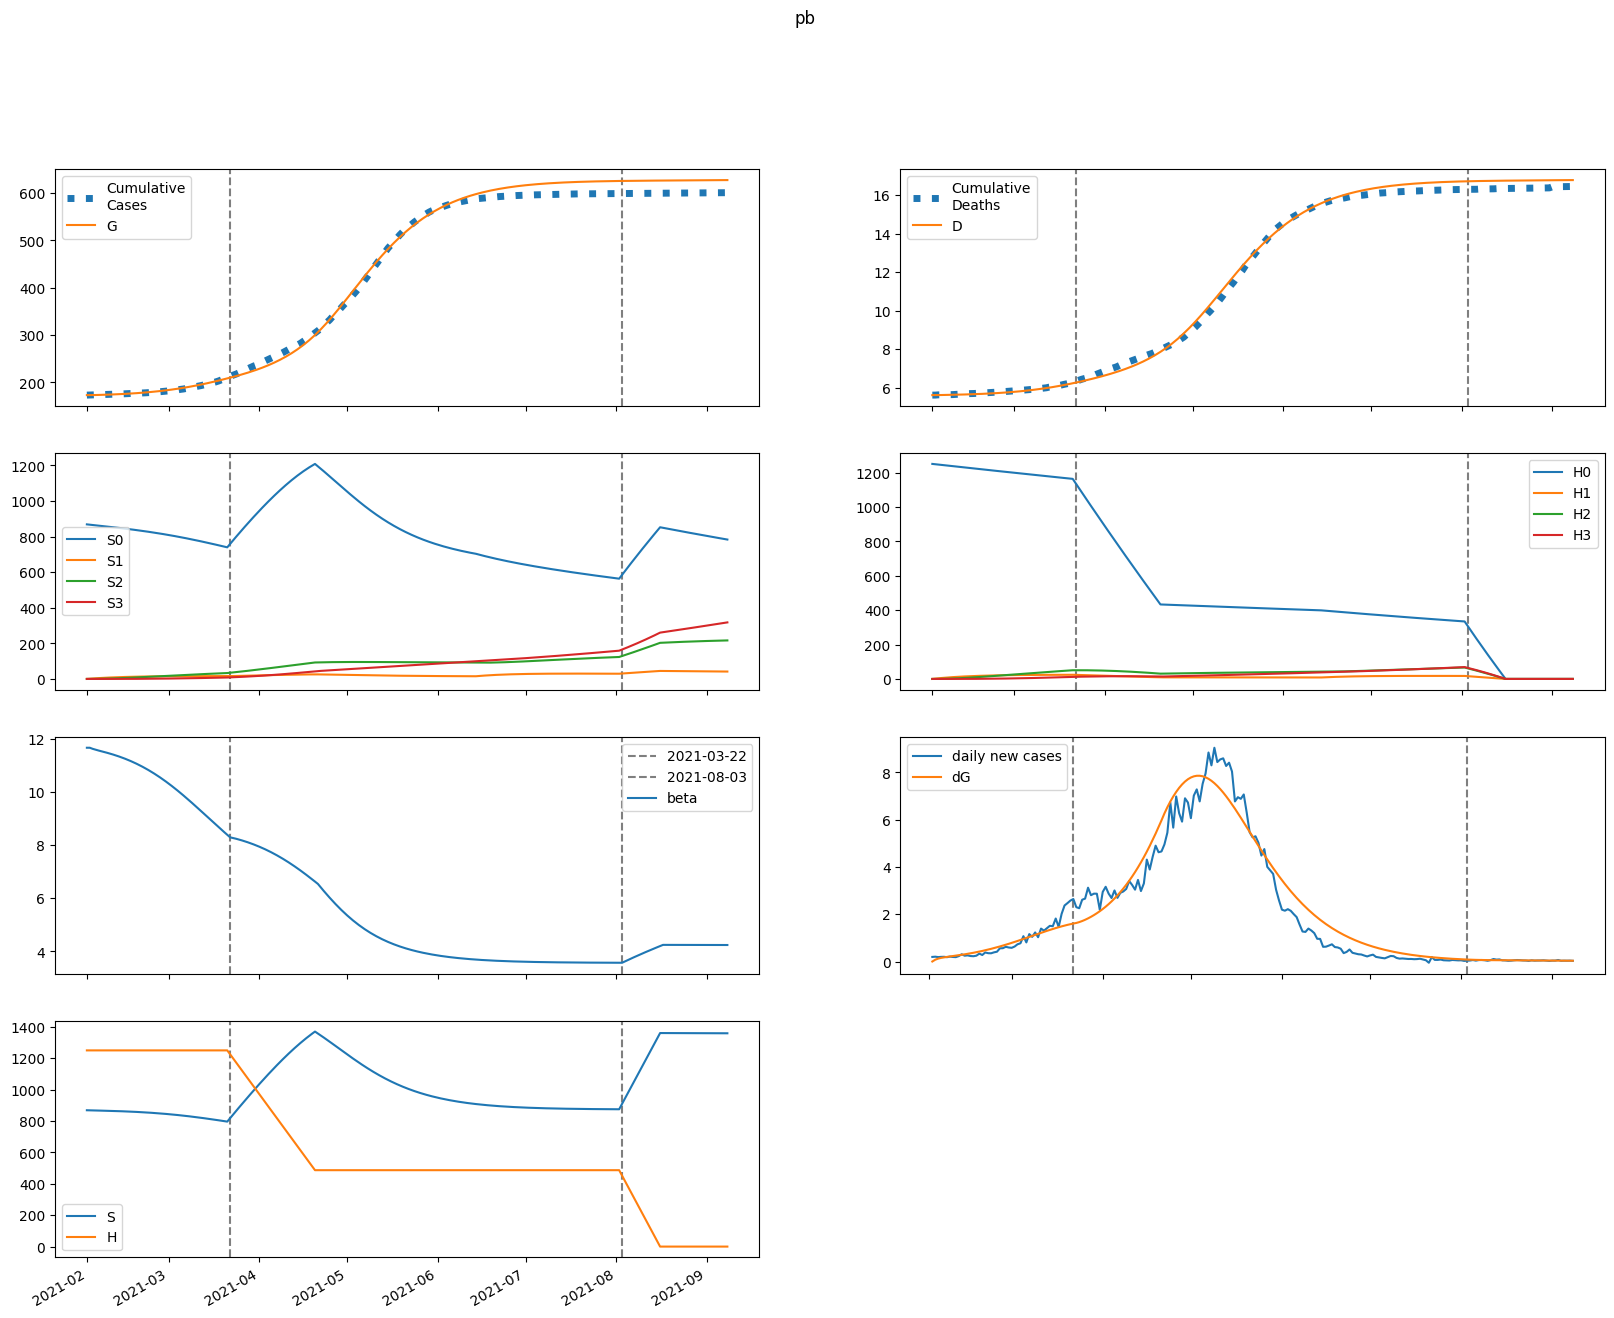 pb
Cumulative
Cases
G
600
500
400
300
200
Cumulative
Deaths
D
16
14
12
10
8
6
1200
1000
800
600
400
200
0
S0
S1
S2
S3
1200
1000
800
600
400
200
0
H0
H1
H2
H3
12
10
8
6
4
2021-03-22
2021-08-03
beta
8
6
4
2
0
daily new cases
dG
1400
1200
1000
800
600
400
200
0
S
H
2021-02
2021-03
2021-04
2021-05
2021-06
2021-07
2021-08
2021-09